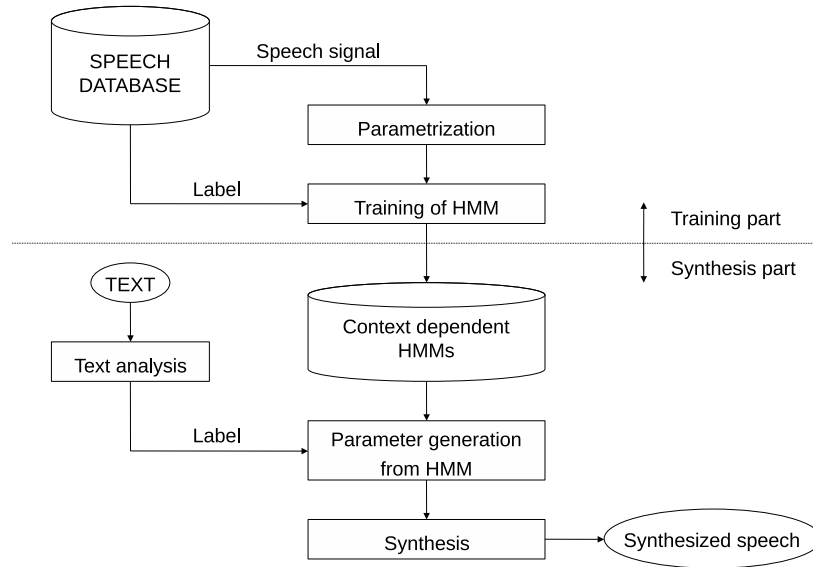 SPEECH
DATABASE
Speech signal
Parametrization
Label
Training of HMM
Training part
Synthesis part
TEXT
Context dependent
HMMs
Text analysis
Label
Parameter generation
from HMM
Synthesis
Synthesized speech